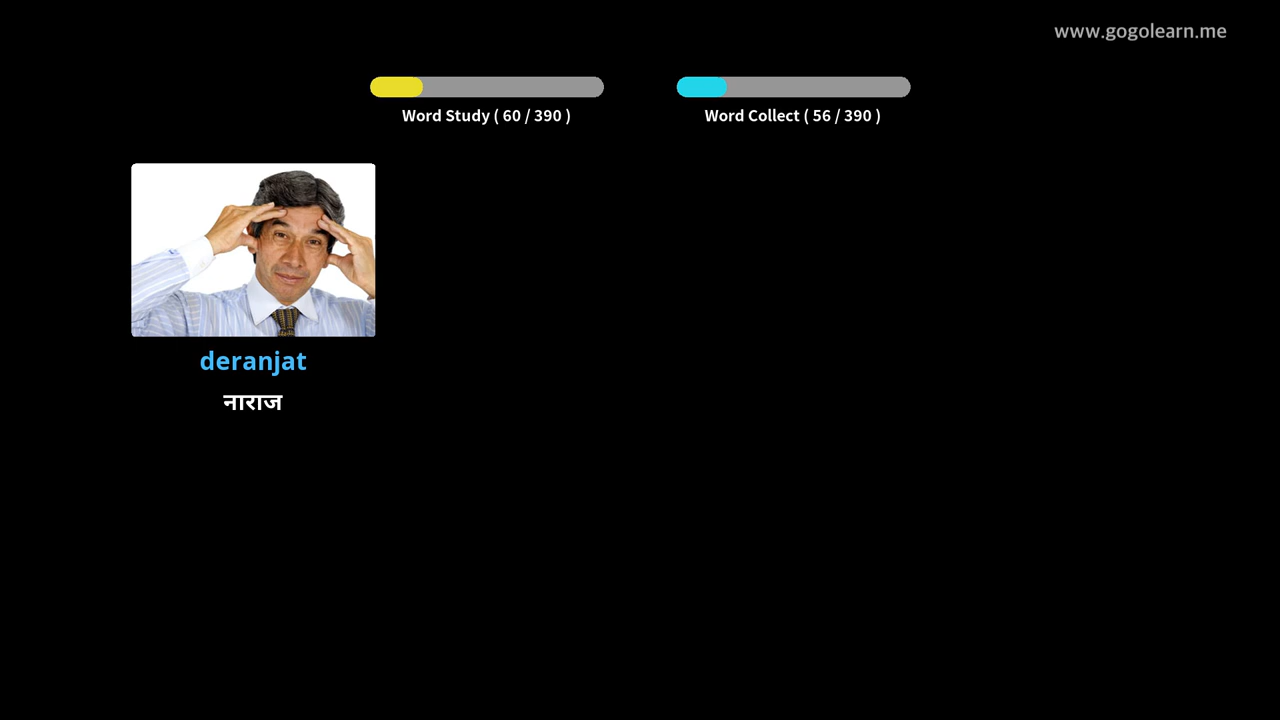 www.gogolearn.me
Word Study ( 60 / 390 )
Word Collect ( 56 / 390 )
deranjat
नाराज